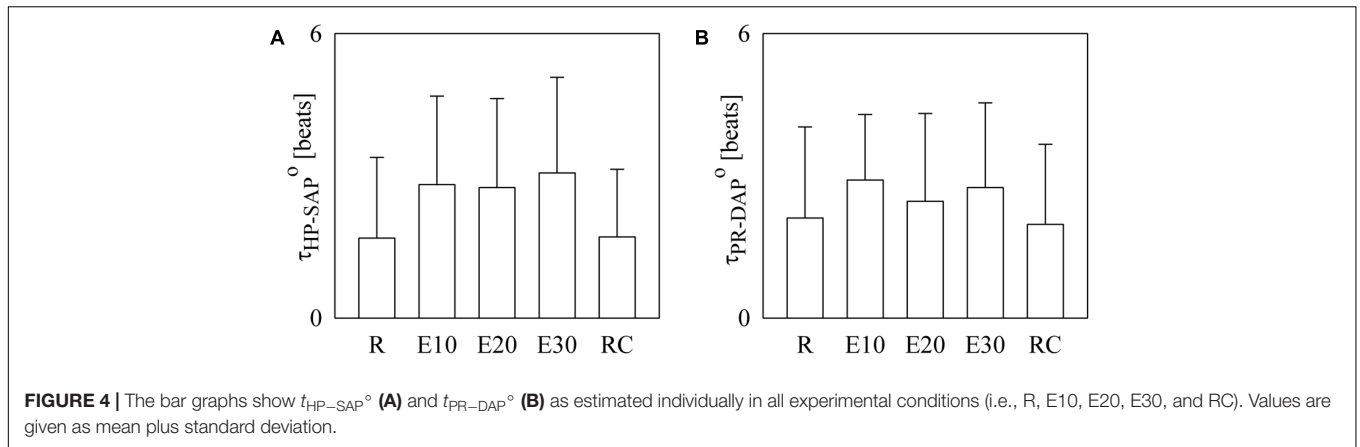 A
6
τHP-SAP° [beats]
0
R E10 E20 E30 RC
B
6
τPR-DAP° [beats]
0
R E10 E20 E30 RC
FIGURE 4 | The bar graphs show tHP−SAP° (A) and tPR−DAP° (B) as estimated individually in all experimental conditions (i.e., R, E10, E20, E30, and RC). Values are
given as mean plus standard deviation.